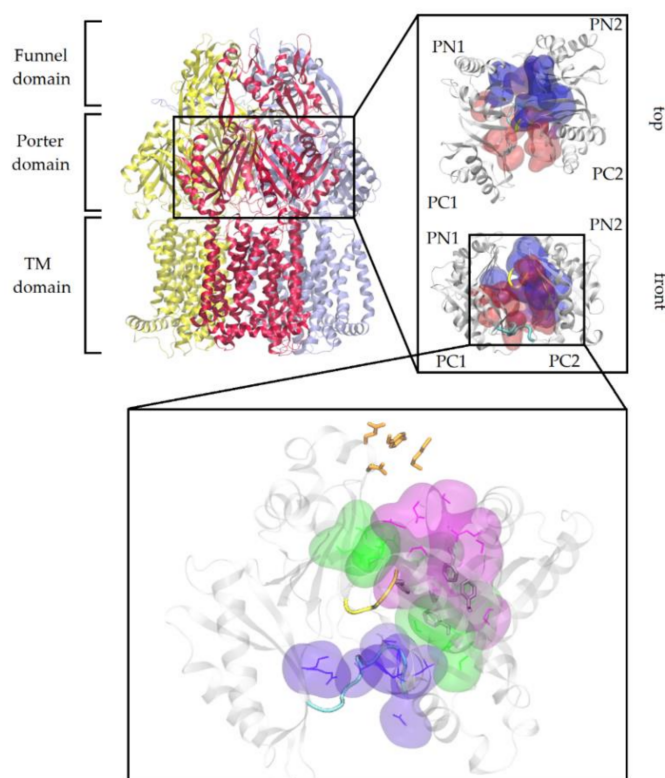 Funnel
domain
Porter
domain
TM
domain
PN2
PN1
PC2
PC1
top
PN1
PN2
PC1
PC2
front